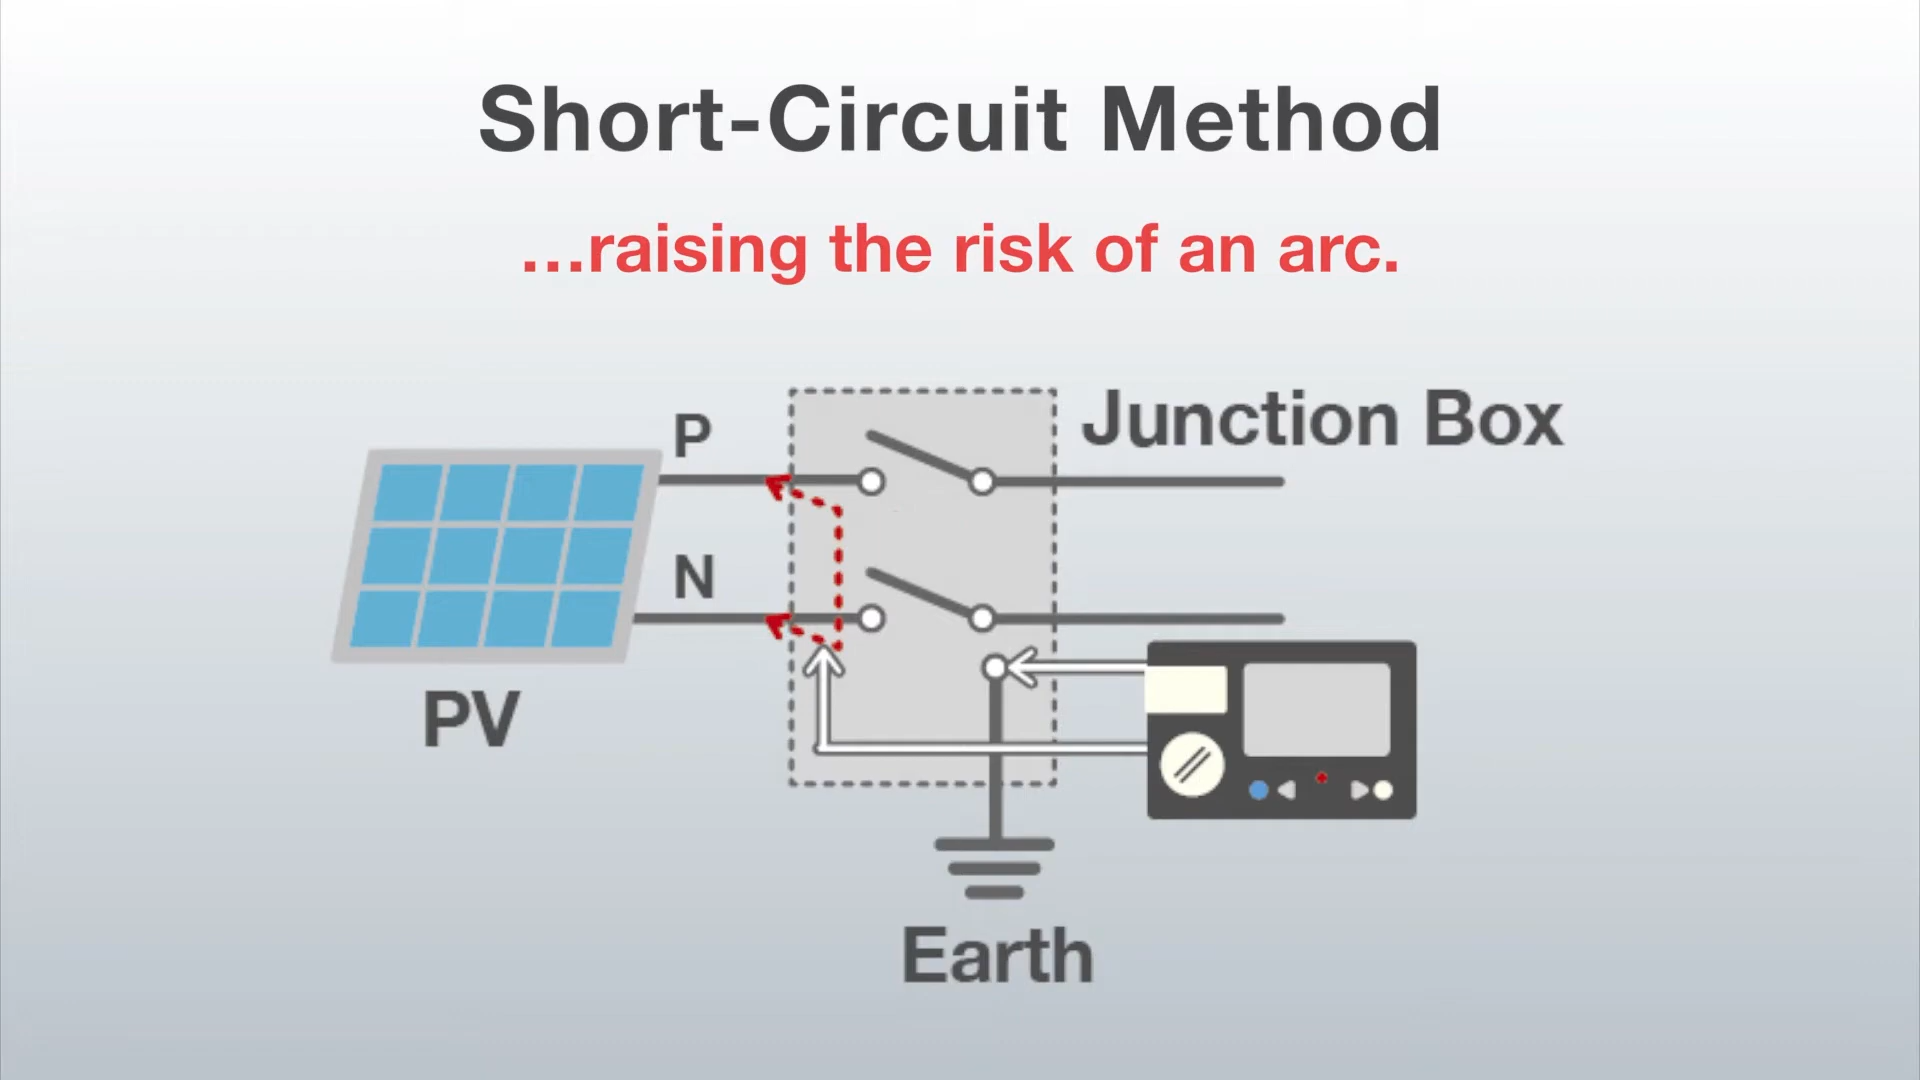 Short-Circuit Method
…raising the risk of an arc.
Junction Box
P
N
PV
Earth